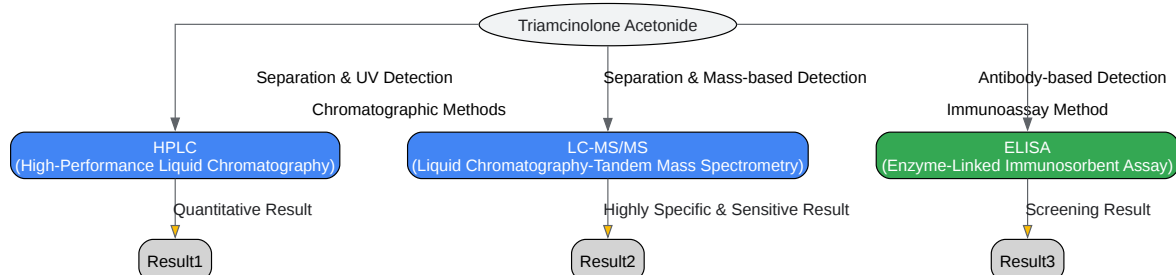 Triamcinolone Acetonide
Separation & UV Detection
Separation & Mass-based Detection
Antibody-based Detection
Chromatographic Methods
Immunoassay Method
HPLC
(High-Performance Liquid Chromatography)
LC-MS/MS
(Liquid Chromatography-Tandem Mass Spectrometry)
ELISA
(Enzyme-Linked Immunosorbent Assay)
Quantitative Result
Highly Specific & Sensitive Result
Screening Result
Result1
Result2
Result3